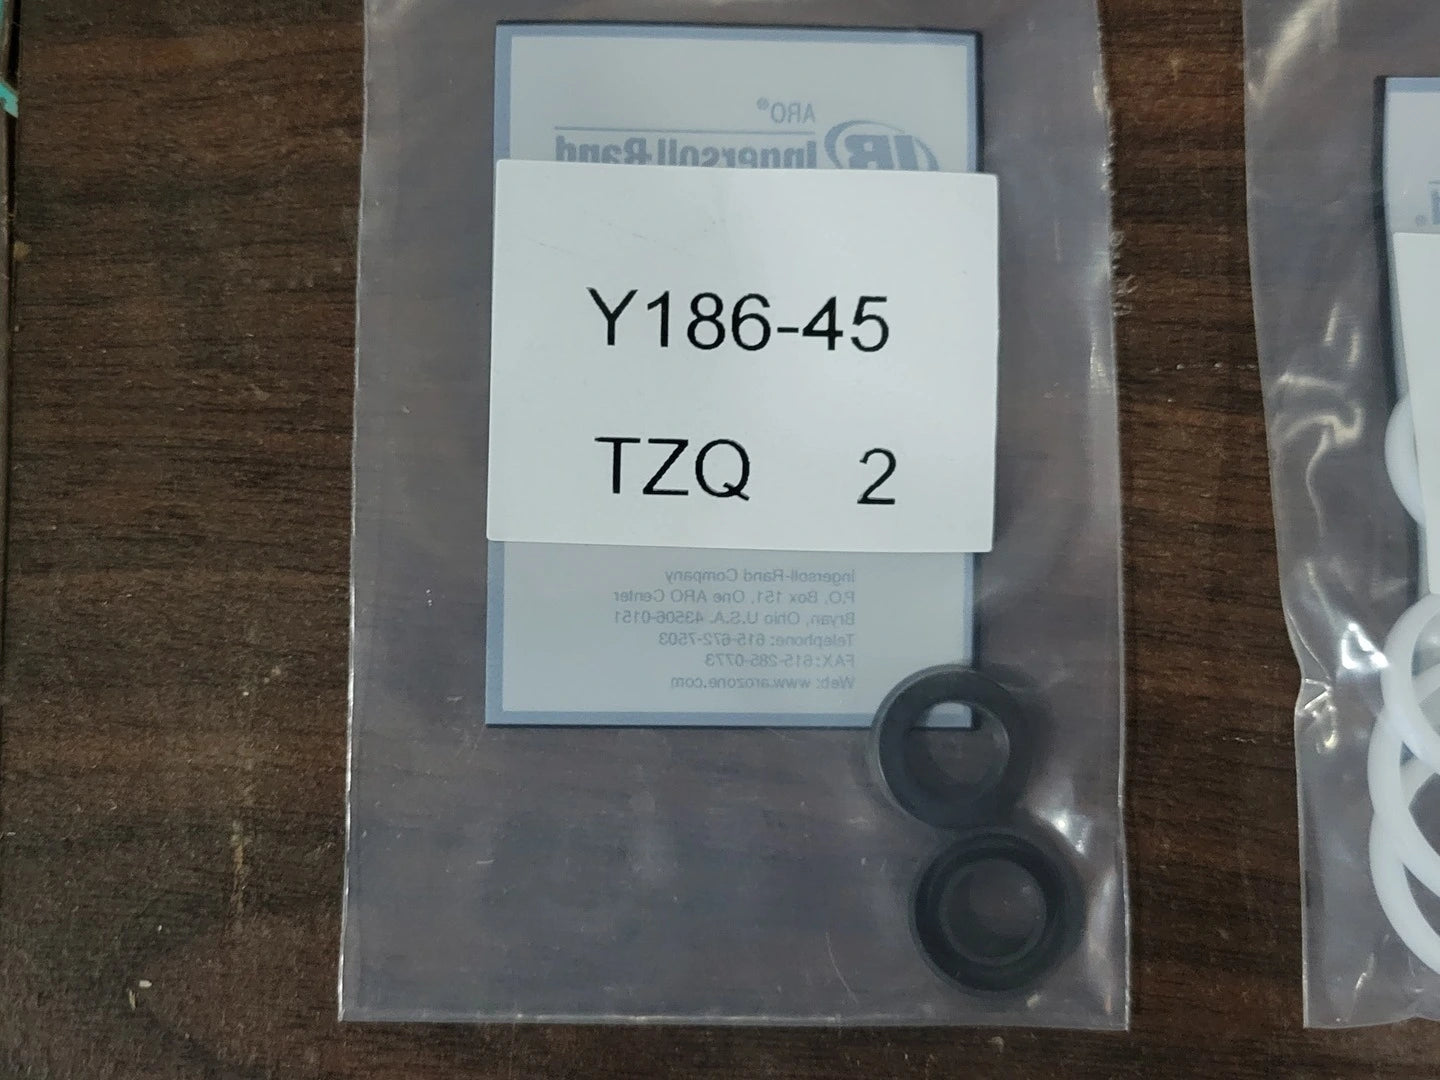 ARO®
IR Ingersoll-Rand
Y186-45
TZQ 2
Ingersoll-Rand Company
P.O. Box 151, One ARO Center
Bryan, Ohio U.S.A. 43506-0151
Telephone: 615-672-7503
FAX: 615-285-0773
Web: www.arozone.com